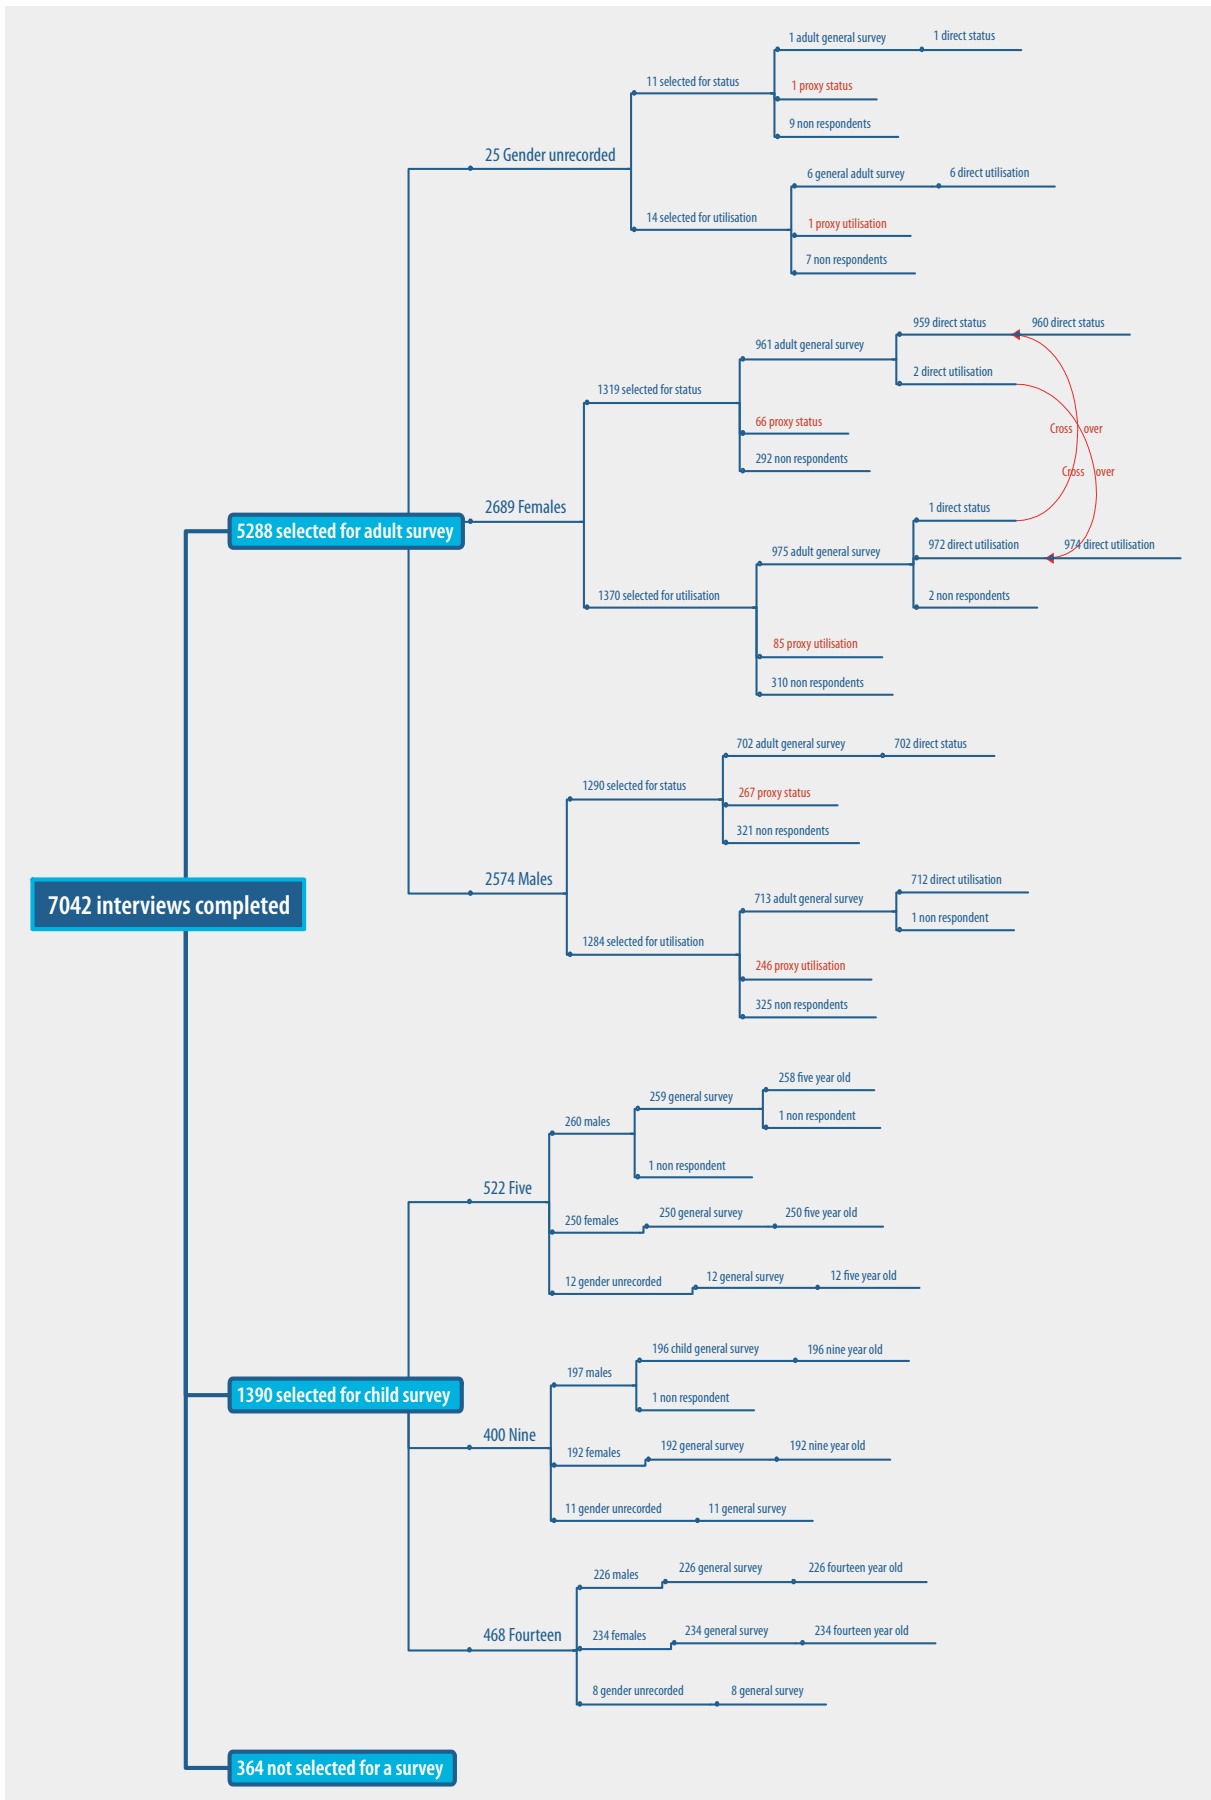 1 adult general survey
1 direct status
11 selected for status
1 proxy status
9 non respondents
25 Gender unrecorded
6 general adult survey
6 direct utilisation
14 selected for utilisation
1 proxy utilisation
7 non respondents
959 direct status
960 direct status
961 adult general survey
2 direct utilisation
1319 selected for status
66 proxy status
Cross over
292 non respondents
Cross over
2689 Females
1 direct status
5288 selected for adult survey
975 adult general survey
972 direct utilisation
974 direct utilisation
1370 selected for utilisation
2 non respondents
85 proxy utilisation
310 non respondents
702 adult general survey
702 direct status
1290 selected for status
267 proxy status
321 non respondents
2574 Males
712 direct utilisation
7042 interviews completed
713 adult general survey
1 non respondent
1284 selected for utilisation
246 proxy utilisation
325 non respondents
258 five year old
259 general survey
1 non respondent
260 males
1 non respondent
522 Five
250 females
250 general survey
250 five year old
12 gender unrecorded
12 general survey
12 five year old
196 child general survey
196 nine year old
197 males
1 non respondent
1390 selected for child survey
400 Nine
192 females
192 general survey
192 nine year old
11 gender unrecorded
11 general survey
226 males
226 general survey
226 fourteen year old
468 Fourteen
234 females
234 general survey
234 fourteen year old
8 gender unrecorded
8 general survey
364 not selected for a survey